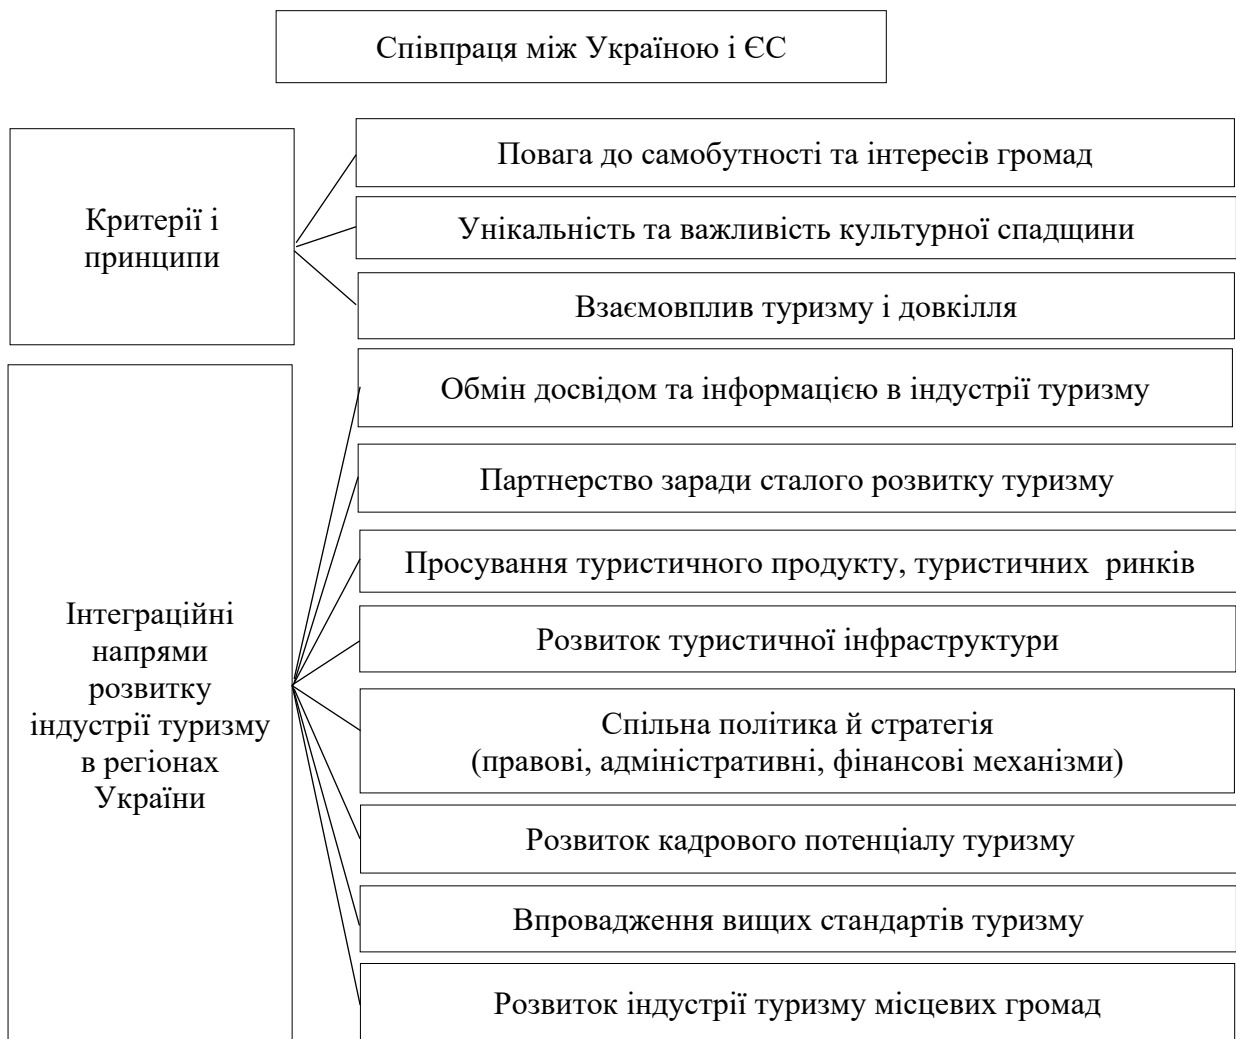 Співпраця між Україною і ЄС
Критерії і
принципи
Повага до самобутності та інтересів громад
Унікальність та важливість культурної спадщини
Взаємовплив туризму і довкілля
Інтеграційні
напрями
розвитку
індустрії туризму
в регіонах
України
Обмін досвідом та інформацією в індустрії туризму
Партнерство заради сталого розвитку туризму
Просування туристичного продукту, туристичних ринків
Розвиток туристичної інфраструктури
Спільна політика й стратегія
(правові, адміністративні, фінансові механізми)
Розвиток кадрового потенціалу туризму
Впровадження вищих стандартів туризму
Розвиток індустрії туризму місцевих громад